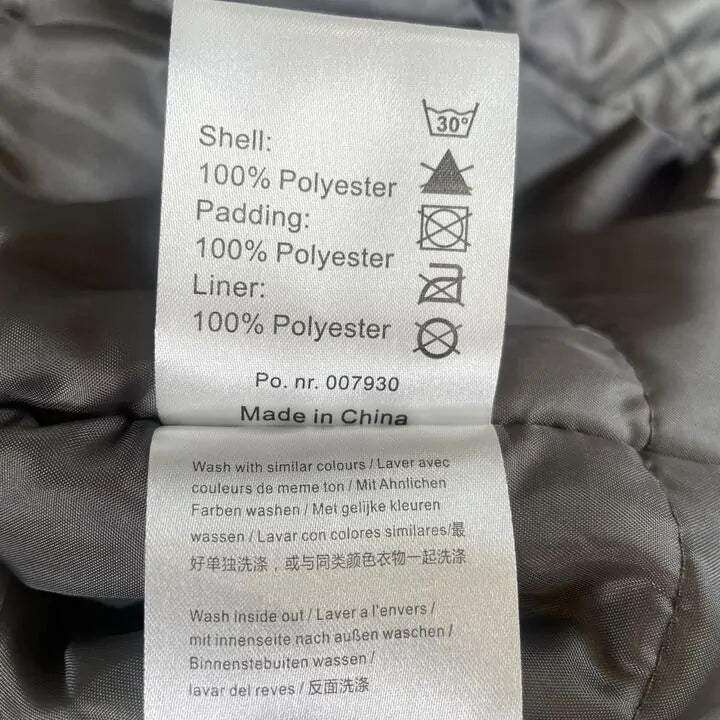 30°
Shell:
100% Polyester
Padding:
100% Polyester
Liner:
100% Polyester
Po. nr. 007930
Made in China
Wash with similar colours / Laver avec
couleurs de meme ton / Mit Ahnlichen
Farben washen / Met gelijke kleuren
wassen / Lavar con colores similares/最
好单独洗涤，或与同类颜色衣物一起洗涤
Wash inside out / Laver a l'envers /
mit innenseite nach außen waschen /
Binnenstebuiten wassen /
lavar del reves / 反面洗涤